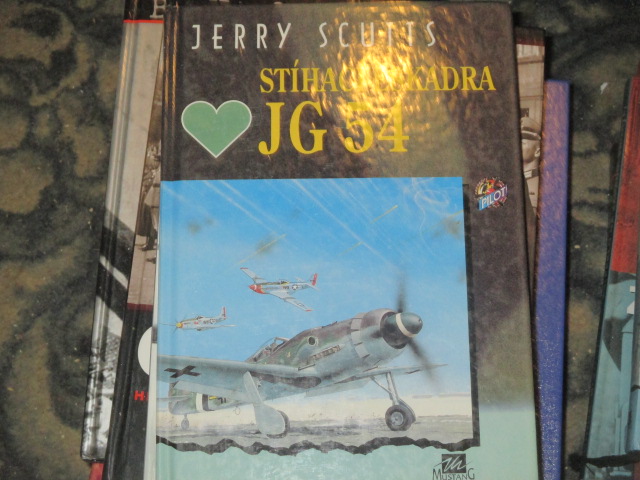 JERRY SCUTTS
STÍHACÍ ESKADRA
JG 54
PILOT
MUSTANG